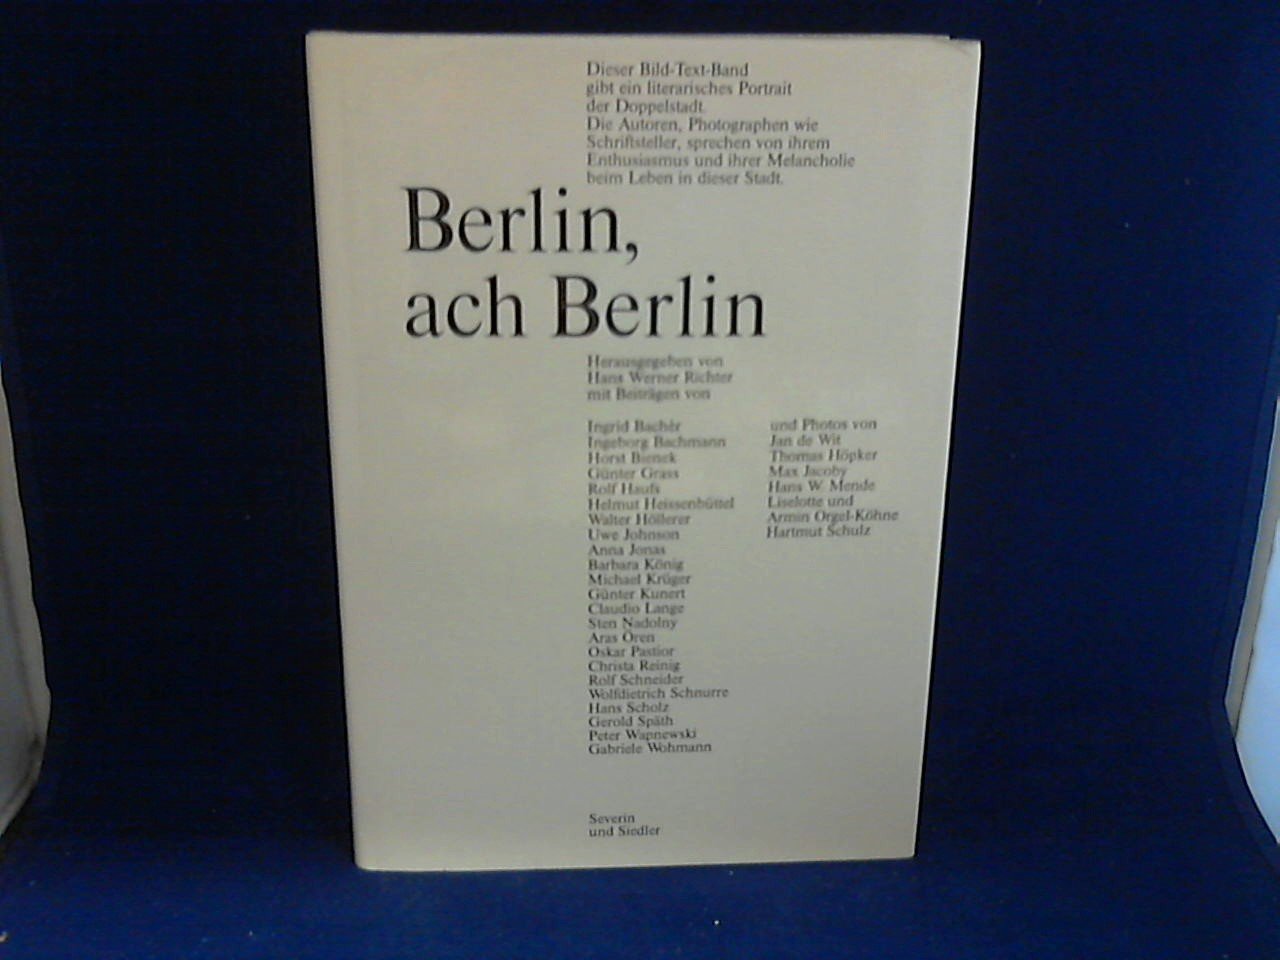 Dieser Bild-Text-Band
gibt ein literarisches Portrait
der Doppelstadt.
Die Autoren, Photographen wie
Schriftsteller, sprechen von ihrem
Enthusiasmus und ihrer Melancholie
beim Leben in dieser Stadt.
Berlin,
ach Berlin
Herausgegeben von
Hans Werner Richter
mit Beiträgen von
Ingrid Bachér
Ingeborg Bachmann
Horst Bienek
Günter Grass
Rolf Haufs
Helmut Heissenbüttel
Walter Höllerer
Uwe Johnson
Anna Jonas
Barbara König
Michael Krüger
Günter Kunert
Claudio Lange
Sten Nadolny
Aras Ören
Oskar Pastior
Christa Reinig
Rolf Schneider
Wolfdietrich Schnurre
Hans Scholz
Gerold Späth
Peter Wapnewski
Gabriele Wohmann
und Photos von
Jan de Wit
Thomas Höpker
Max Jacoby
Hans W. Mende
Liselotte und
Armin Orgel-Köhne
Hartmut Schulz
Severin
und Siedler